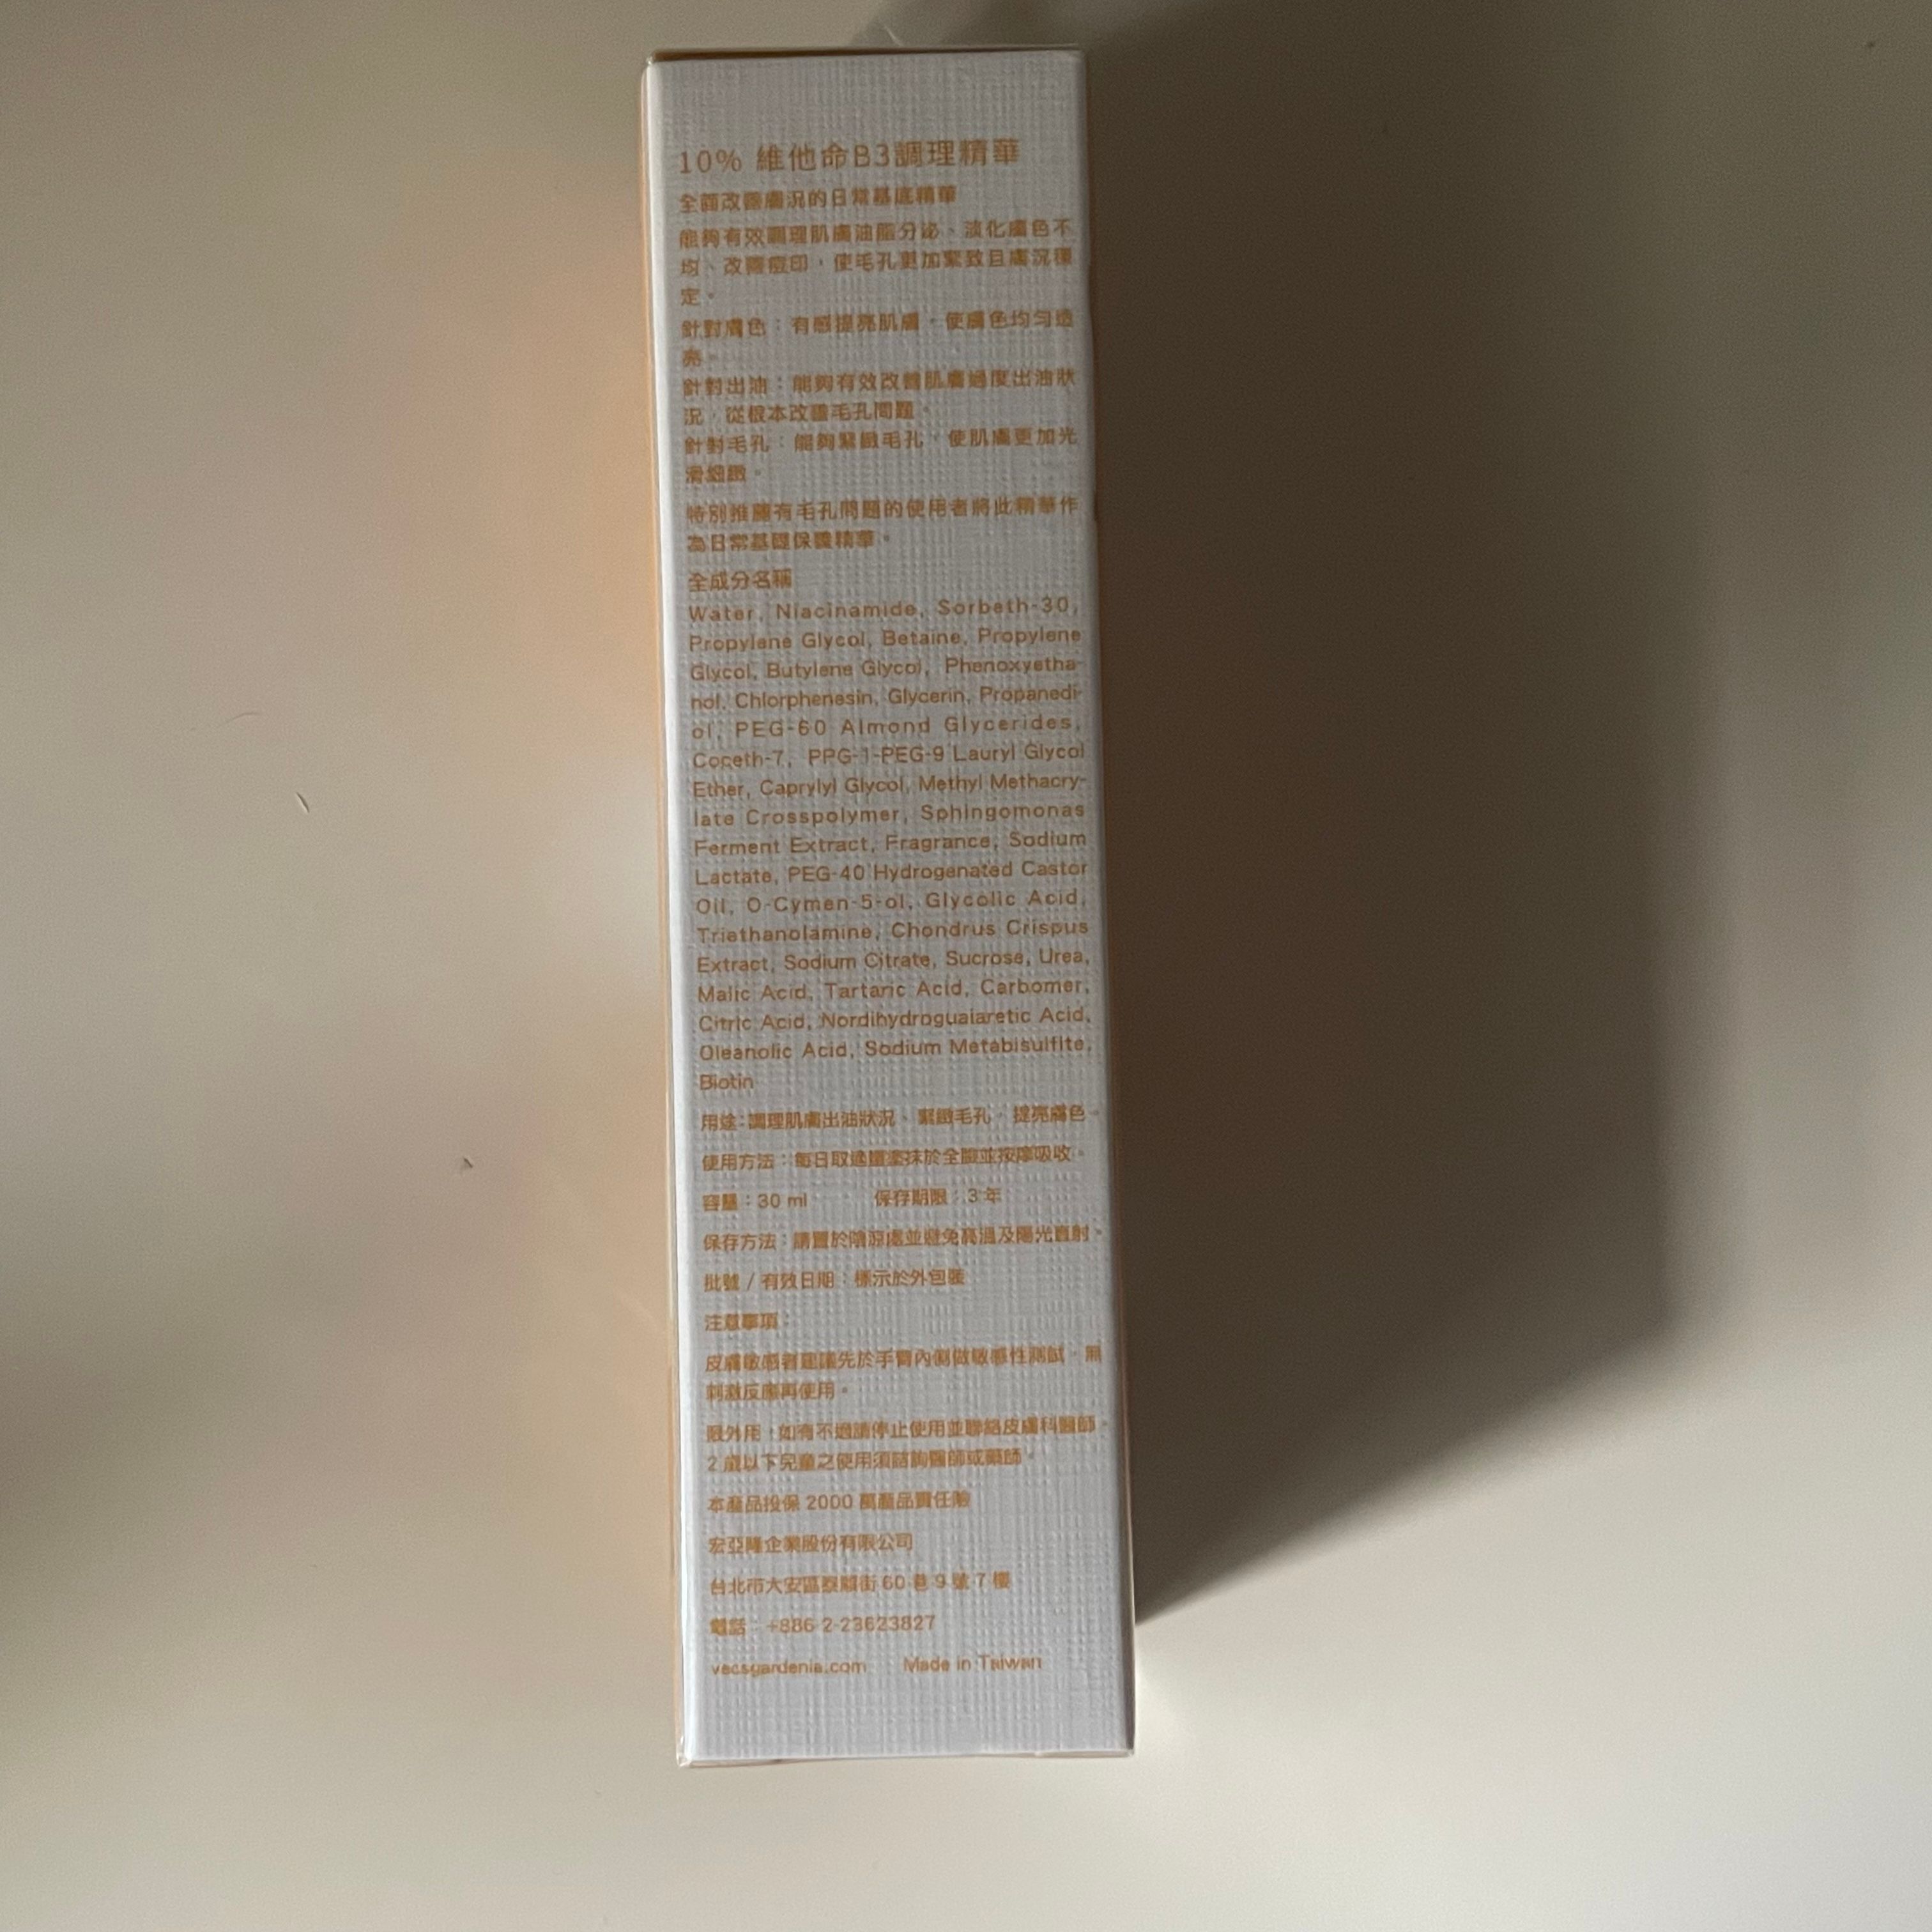 10% 維他命B3調理精華
全面改善膚況的日常基底精華
能夠有效調理肌膚油脂分泌、淡化膚色不
均、改善痘印，使毛孔更加緊致且膚況穩
定。
針對膚色：有感提亮肌膚，使膚色均勻透
亮。
針對出油：能夠有效改善肌膚過度出油狀
況，從根本改善毛孔問題。
針對毛孔：能夠緊緻毛孔，使肌膚更加光
滑細緻。
特別推薦有毛孔問題的使用者將此精華作
為日常基礎保養精華。
全成分名稱
Water, Niacinamide, Sorbeth-30,
Propylene Glycol, Betaine, Propylene
Glycol, Butylene Glycol, Phenoxyetha-
nol, Chlorphenesin, Glycerin, Propanedi-
ol, PEG-60 Almond Glycerides,
Coceth-7, PPG-1-PEG-9 Lauryl Glycol
Ether, Caprylyl Glycol, Methyl Methacry-
late Crosspolymer, Sphingomonas
Ferment Extract, Fragrance, Sodium
Lactate, PEG-40 Hydrogenated Castor
Oil, O-Cymen-5-ol, Glycolic Acid,
Triethanolamine, Chondrus Crispus
Extract, Sodium Citrate, Sucrose, Urea,
Malic Acid, Tartaric Acid, Carbomer,
Citric Acid, Nordihydroguaiaretic Acid,
Oleanolic Acid, Sodium Metabisulfite,
Biotin
用途：調理肌膚出油狀況、緊緻毛孔、提亮膚色。
使用方法：每日取適量塗抹於全臉並按摩吸收。
容量：30 ml 保存期限：3 年
保存方法：請置於陰涼處並避免高溫及陽光直射。
批號 / 有效日期：標示於外包裝
注意事項：
皮膚敏感者建議先於手臂內側做敏感性測試，無
刺激反應再使用。
限外用，如有不適請停止使用並聯絡皮膚科醫師。
2 歲以下兒童之使用須諮詢醫師或藥師。
本產品投保 2000 萬產品責任險
宏亞隆企業股份有限公司
台北市大安區泰順街 60 巷 9 號 7 樓
電話：+886-2-23623827
vecsgardenia.com Made in Taiwan